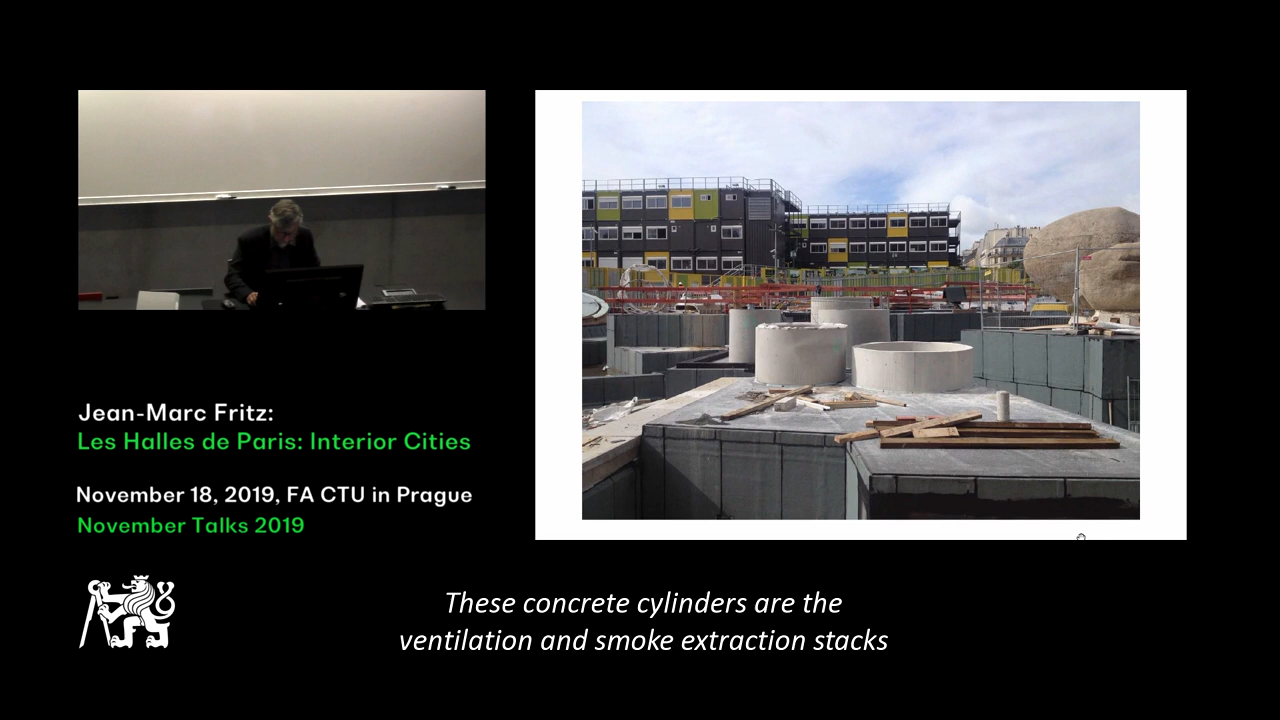 Jean-Marc Fritz:
Les Halles de Paris: Interior Cities
November 18, 2019, FA CTU in Prague
November Talks 2019
These concrete cylinders are the
ventilation and smoke extraction stacks